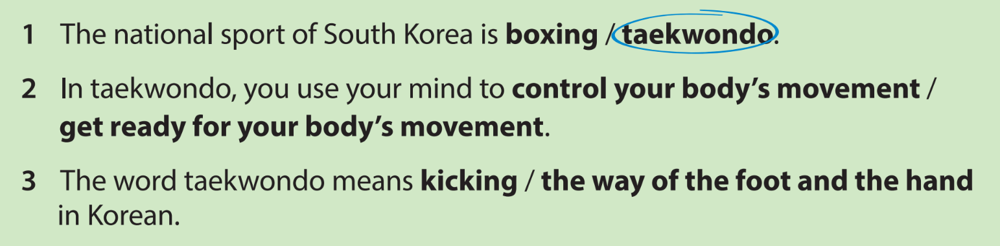 1 The national sport of South Korea is boxing / taekwondo.
2 In taekwondo, you use your mind to control your body’s movement /
get ready for your body’s movement.
3 The word taekwondo means kicking / the way of the foot and the hand
in Korean.